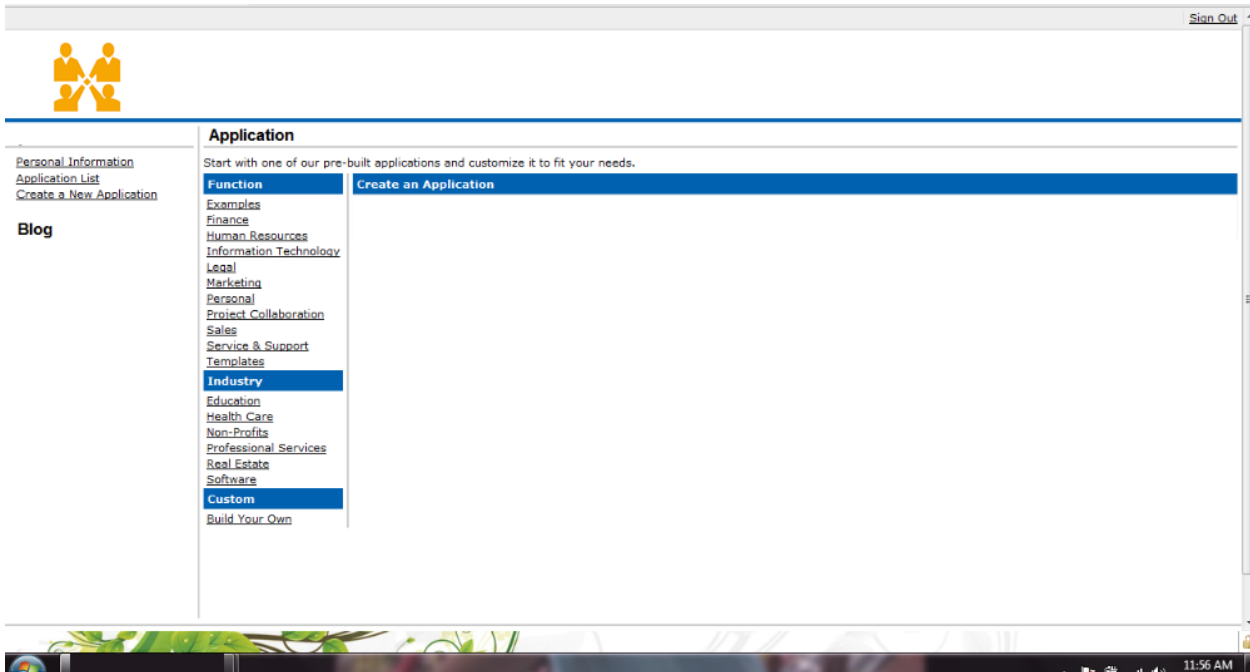 Sign Out
Application
Personal Information
Application List
Create a New Application
Blog
Start with one of our pre-built applications and customize it to fit your needs.
Function
Create an Application
Examples
Finance
Human Resources
Information Technology
Legal
Marketing
Personal
Project Collaboration
Sales
Service & Support
Templates
Industry
Education
Health Care
Non-Profits
Professional Services
Real Estate
Software
Custom
Build Your Own
11:56 AM